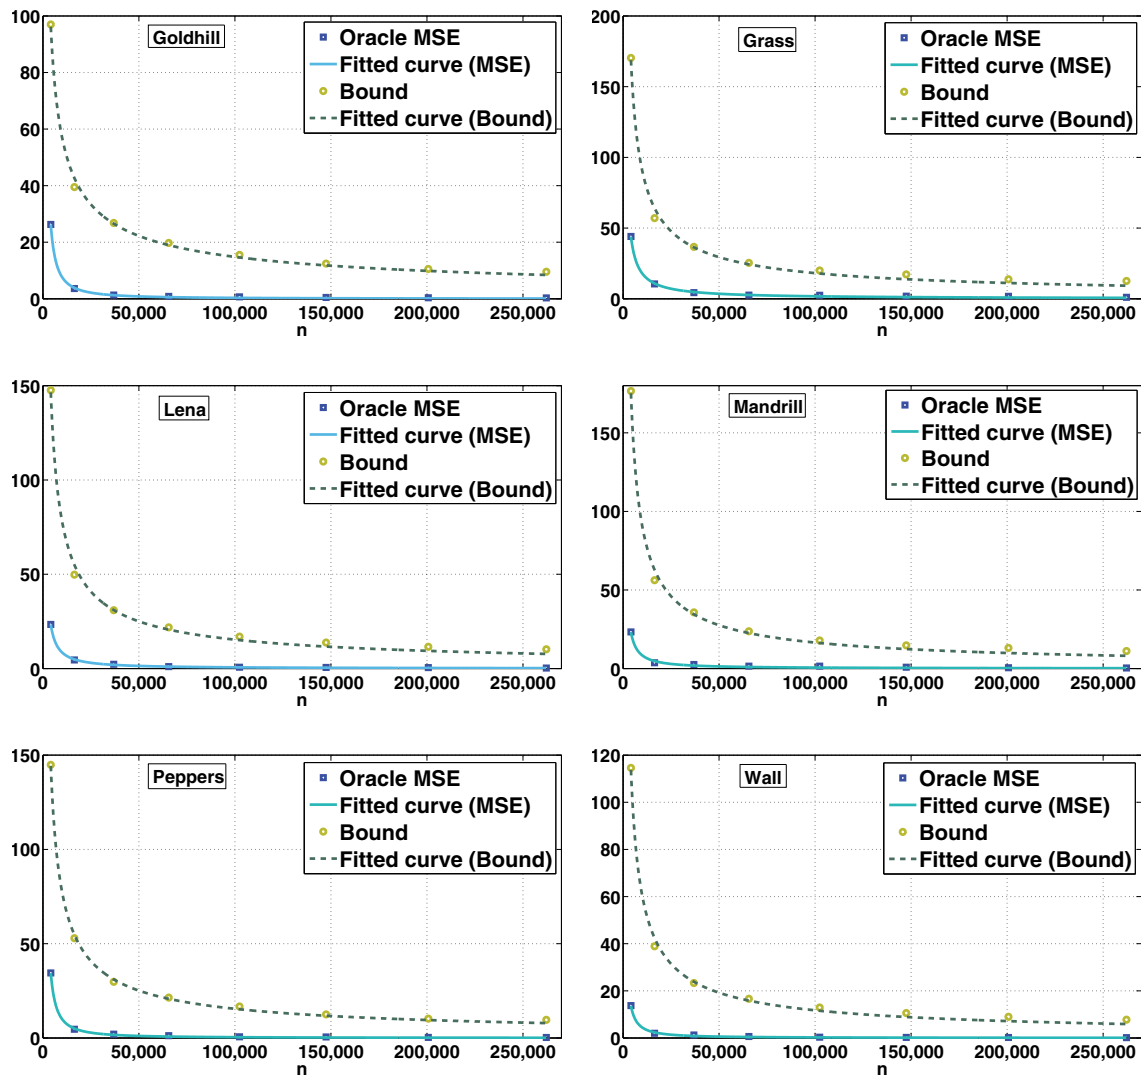 Goldhill
Oracle MSE
Fitted curve (MSE)
Bound
Fitted curve (Bound)
100
80
60
40
20
0
0 50,000 100,000 150,000 200,000 250,000
n
Grass
Oracle MSE
Fitted curve (MSE)
Bound
Fitted curve (Bound)
200
150
100
50
0
0 50,000 100,000 150,000 200,000 250,000
n
Lena
Oracle MSE
Fitted curve (MSE)
Bound
Fitted curve (Bound)
150
100
50
0
0 50,000 100,000 150,000 200,000 250,000
n
Mandrill
Oracle MSE
Fitted curve (MSE)
Bound
Fitted curve (Bound)
150
100
50
0
0 50,000 100,000 150,000 200,000 250,000
n
Peppers
Oracle MSE
Fitted curve (MSE)
Bound
Fitted curve (Bound)
150
100
50
0
0 50,000 100,000 150,000 200,000 250,000
n
Wall
Oracle MSE
Fitted curve (MSE)
Bound
Fitted curve (Bound)
120
100
80
60
40
20
0
0 50,000 100,000 150,000 200,000 250,000
n